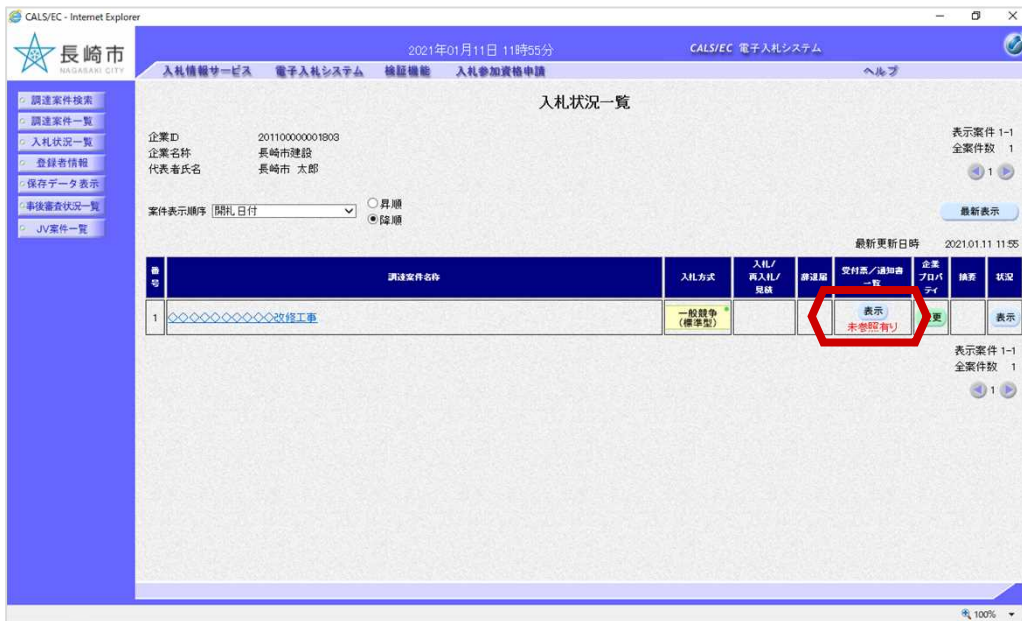 CALS/EC - Internet Explorer
長崎市
NAGASAKI CITY
2021年01月11日 11時55分
CALS/EC 電子入札システム
入札情報サービス 電子入札システム 検証機能 入札参加資格申請 ヘルプ
調達案件検索
調達案件一覧
入札状況一覧
登録者情報
保存データ表示
事後審査状況一覧
JV案件一覧
入札状況一覧
企業ID 201100000001803
企業名称 長崎市建設
代表者氏名 長崎市 太郎
表示案件 1-1
全案件数 1
1
案件表示順序 開札日付
昇順
降順
最新表示
最新更新日時 2021.01.11 11:55
番号 調達案件名称 入札方式 入札/再入札/見積 辞退届 受付票/通知書一覧 企業プロパティ 摘要 状況
1 ◇◇◇◇◇◇◇◇◇◇改修工事 一般競争(標準型) 表示 未参照有り 更 表示
表示案件 1-1
全案件数 1
1
100%